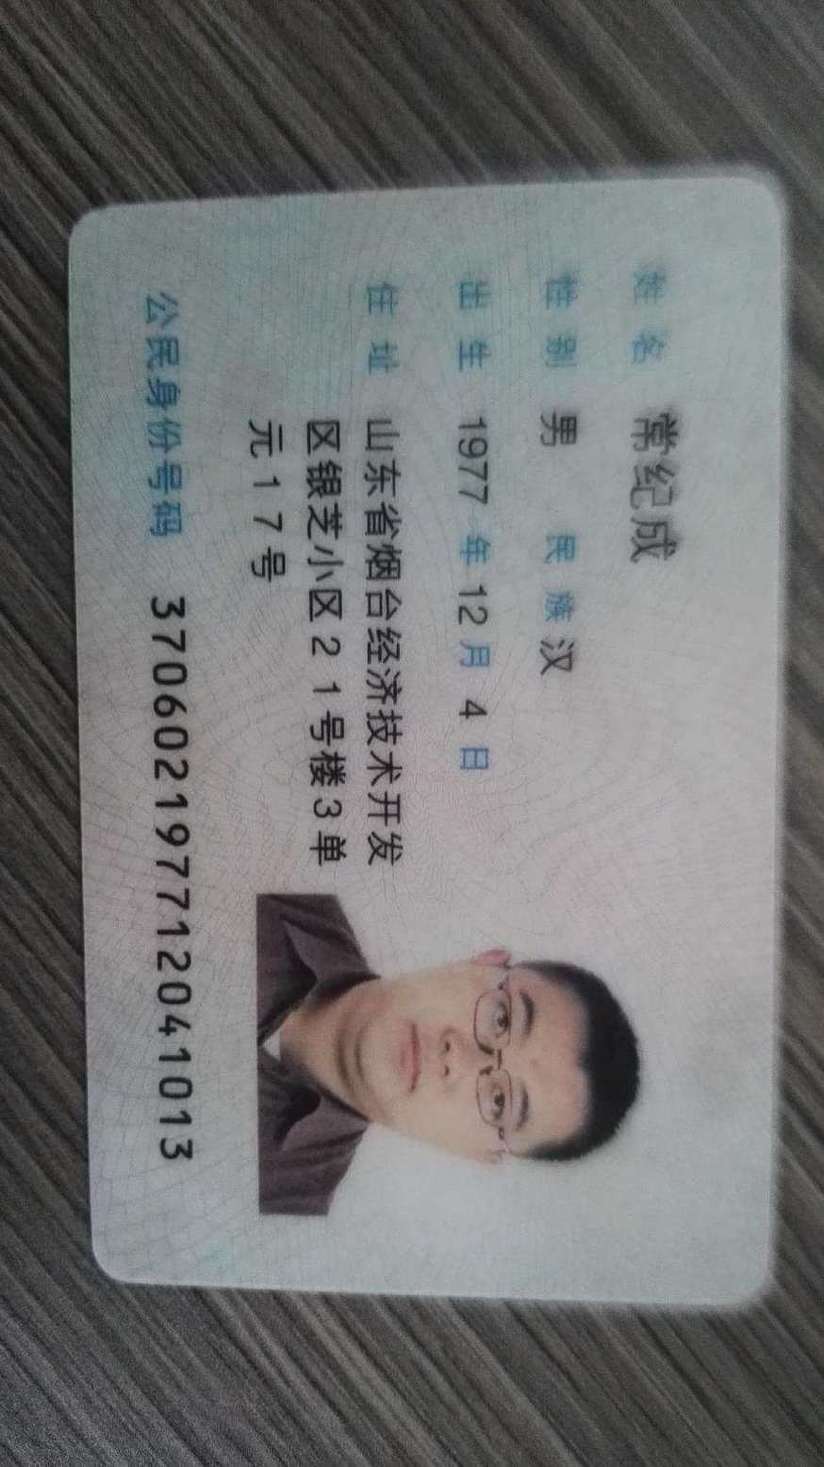 姓名 常纪成
性别 男 民族 汉
出生 1977 年 12 月 4 日
住址 山东省烟台经济技术开发
区银芝小区21号楼3单
元17号
公民身份号码 370602197712041013